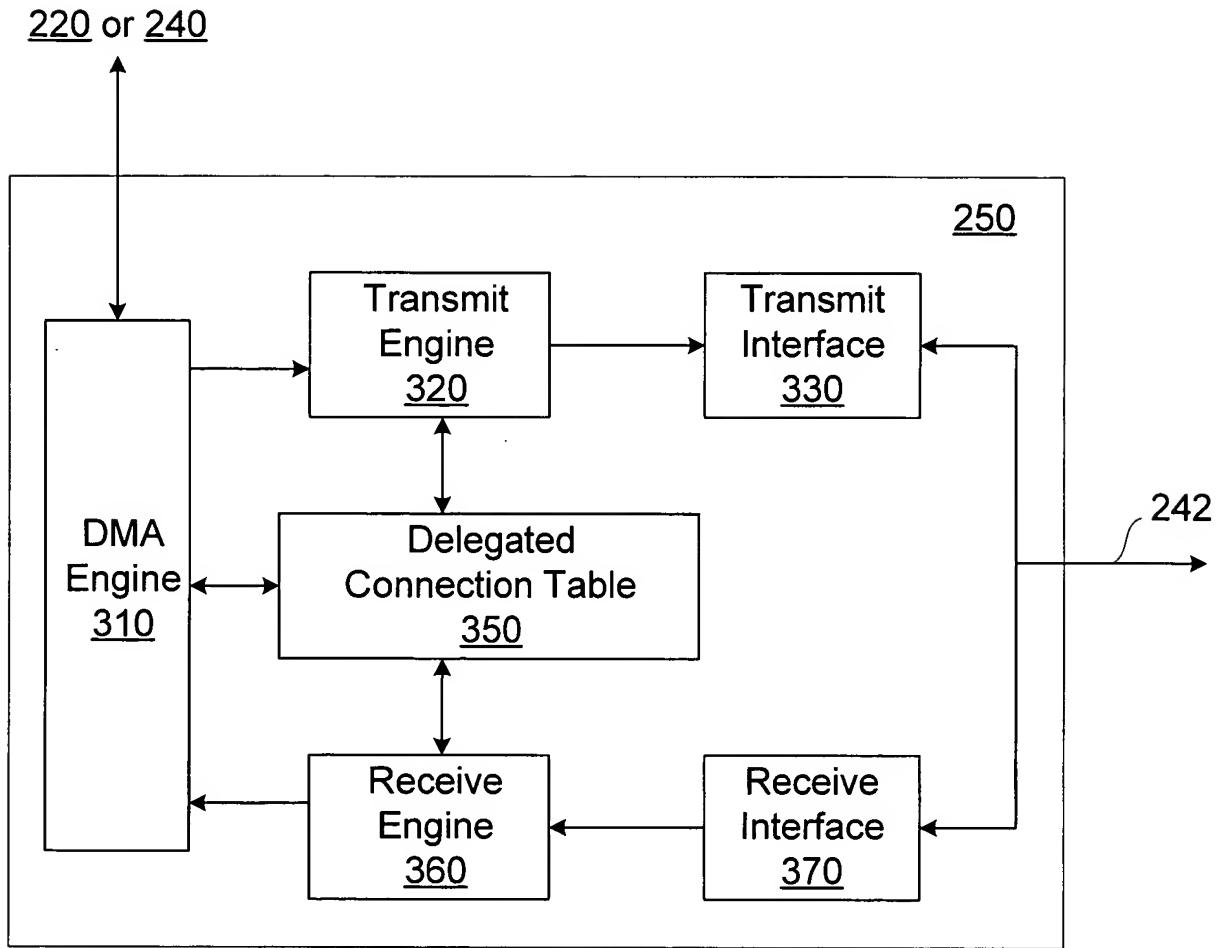 220 or 240
250
Transmit
Engine
320
Transmit
Interface
330
DMA
Engine
310
Delegated
Connection Table
350
242
Receive
Engine
360
Receive
Interface
370